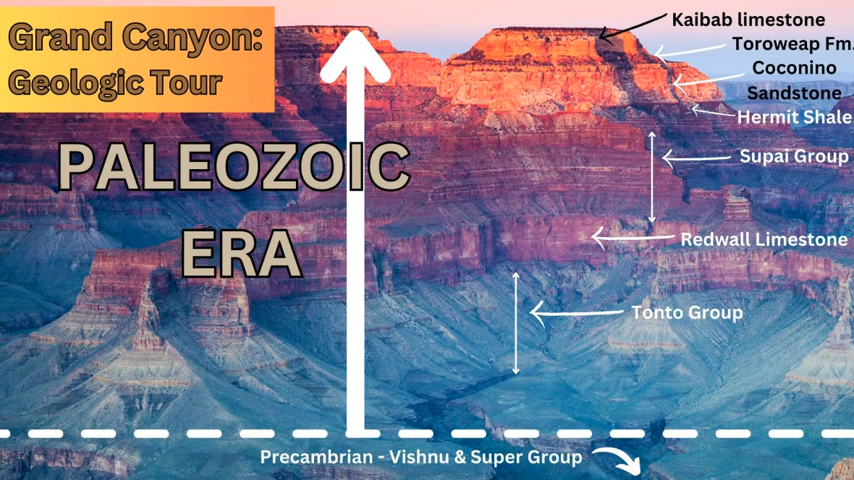 Grand Canyon:
Geologic Tour
PALEOZOIC
ERA
Kaibab limestone
Toroweap Fm.
Coconino
Sandstone
Hermit Shale
Supai Group
Redwall Limestone
Tonto Group
Precambrian - Vishnu & Super Group